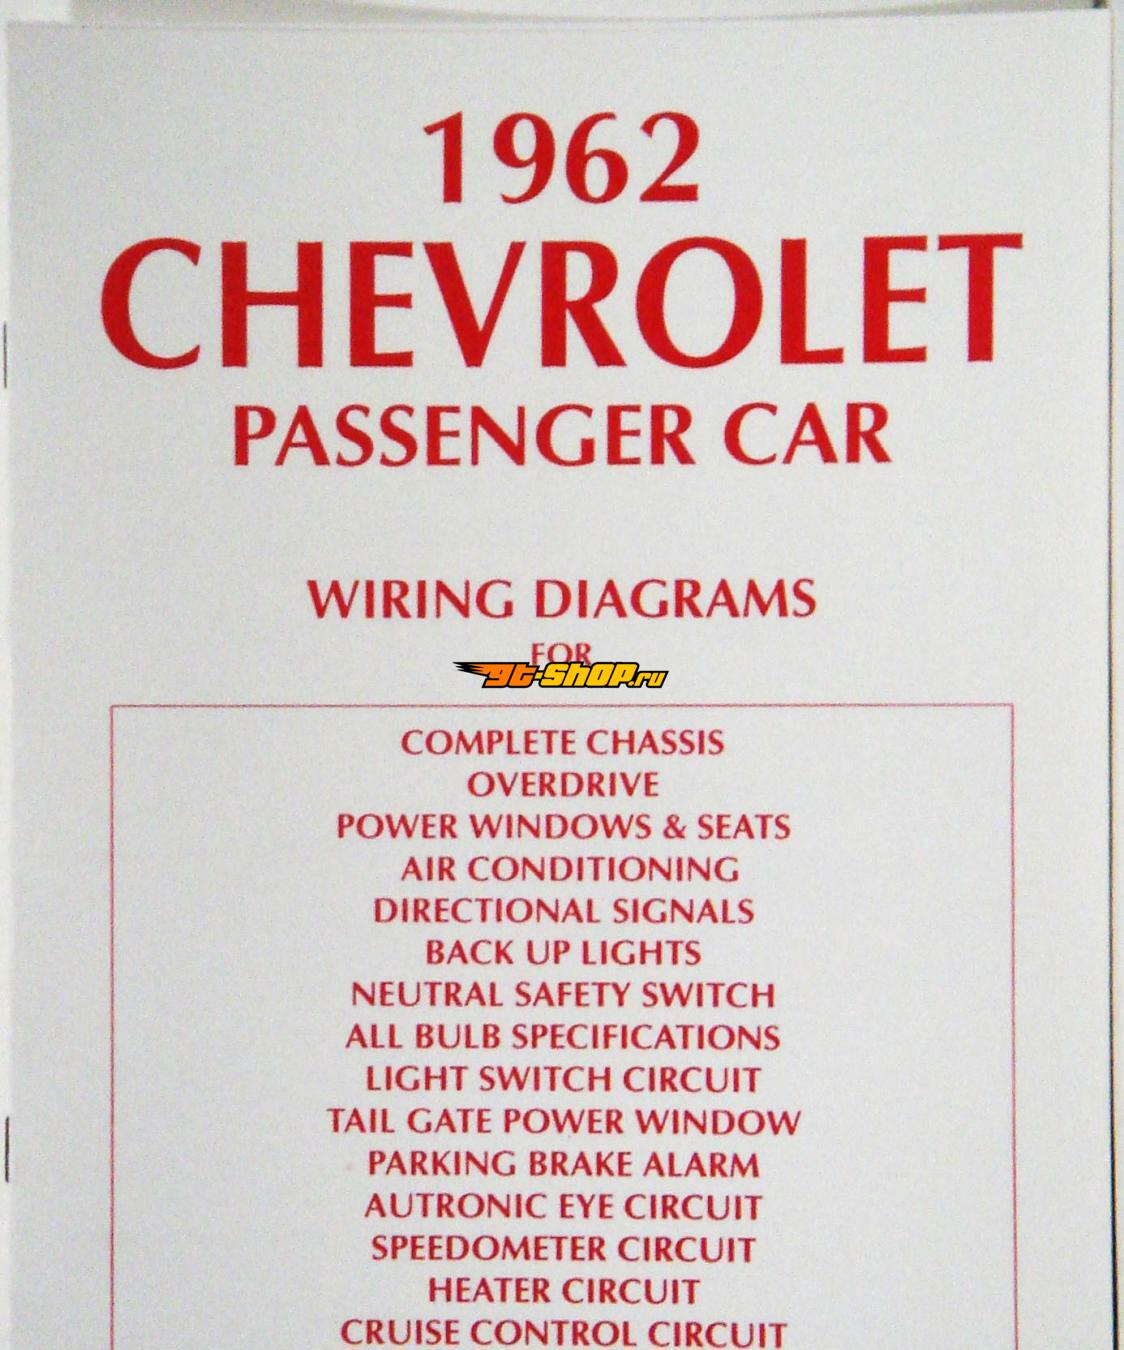 1962
CHEVROLET
PASSENGER CAR
WIRING DIAGRAMS
FOR
gt-shop.ru
COMPLETE CHASSIS
OVERDRIVE
POWER WINDOWS & SEATS
AIR CONDITIONING
DIRECTIONAL SIGNALS
BACK UP LIGHTS
NEUTRAL SAFETY SWITCH
ALL BULB SPECIFICATIONS
LIGHT SWITCH CIRCUIT
TAIL GATE POWER WINDOW
PARKING BRAKE ALARM
AUTRONIC EYE CIRCUIT
SPEEDOMETER CIRCUIT
HEATER CIRCUIT
CRUISE CONTROL CIRCUIT